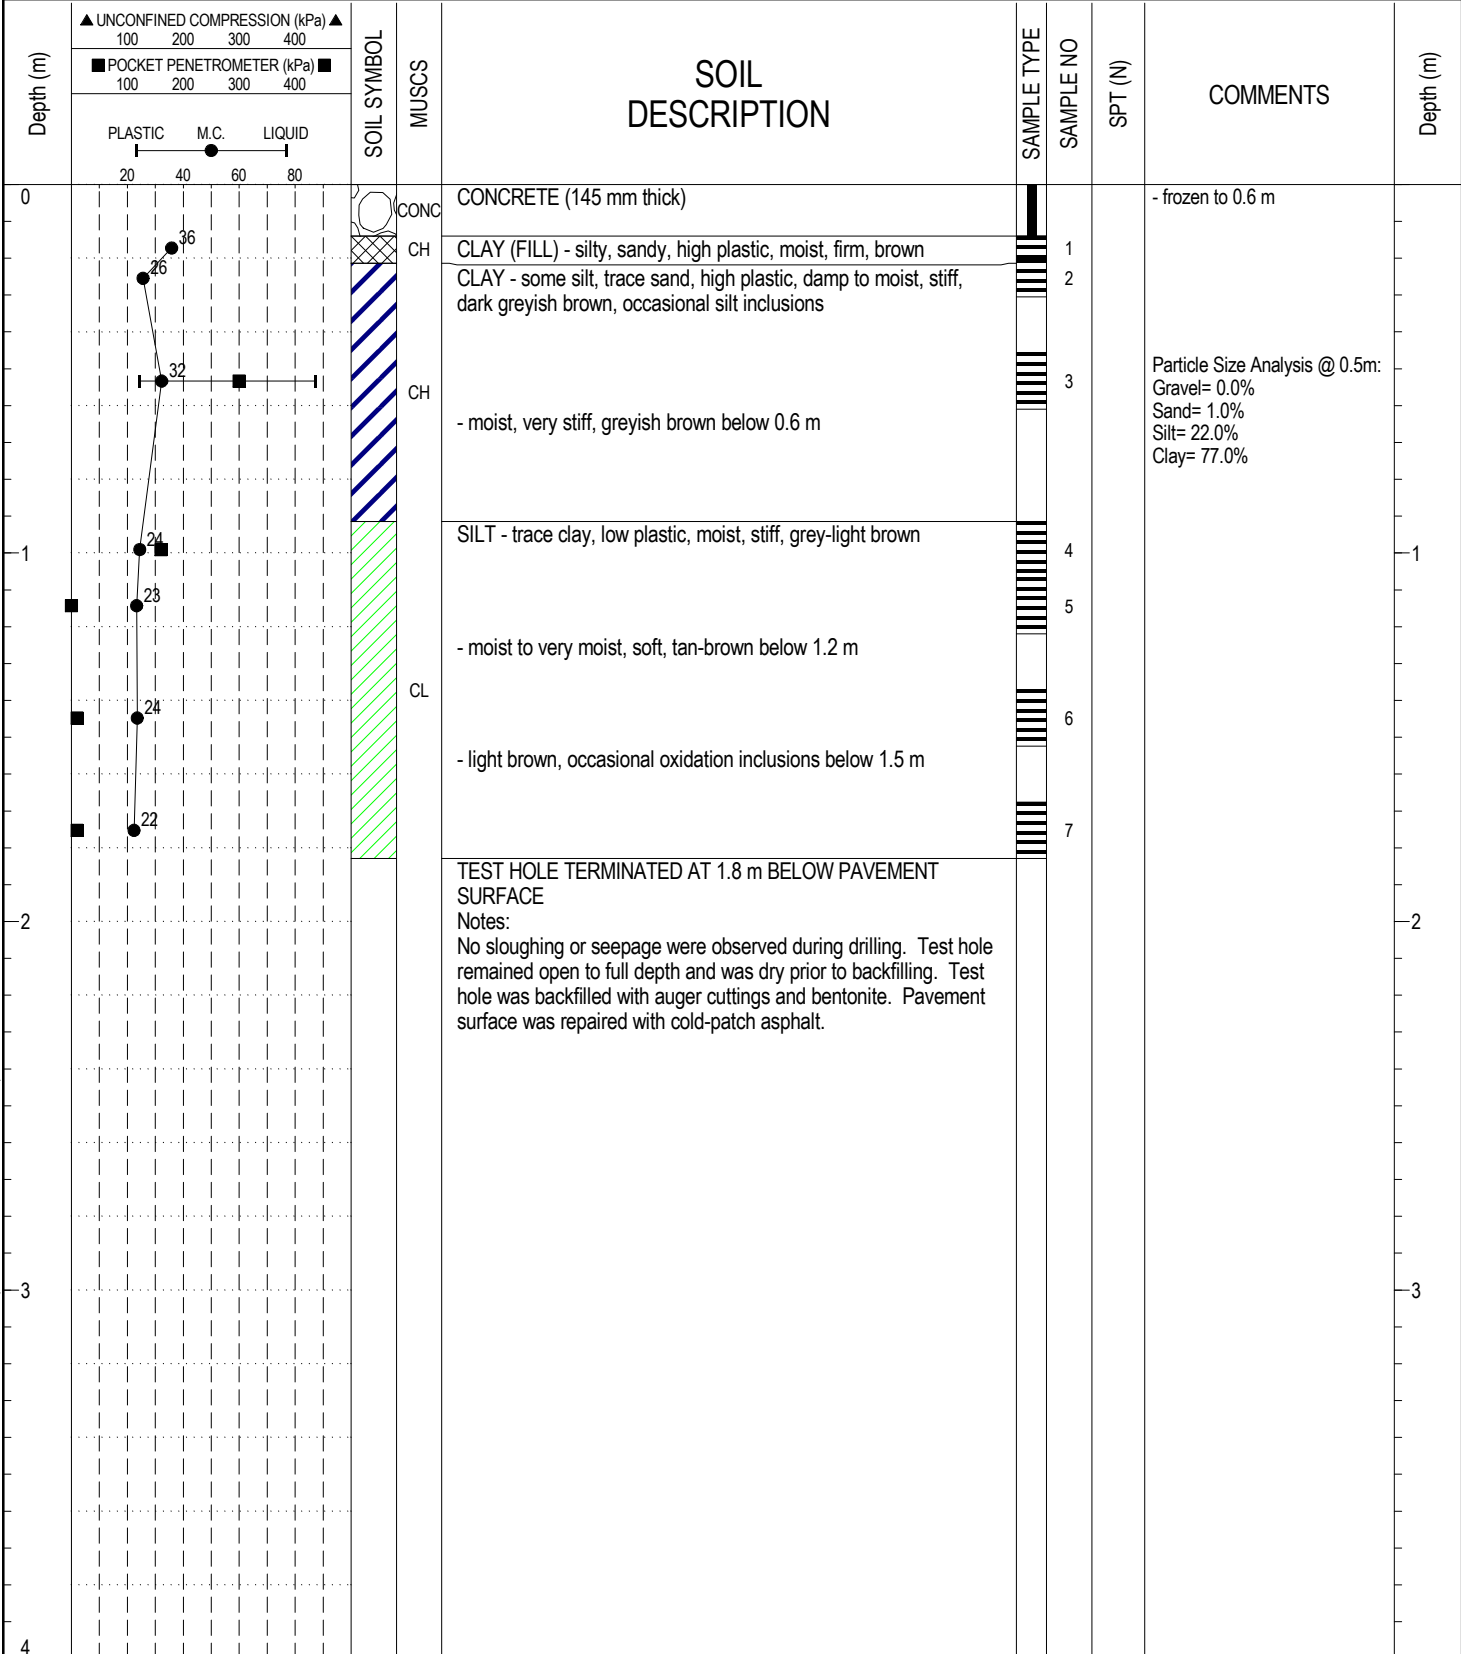 Depth (m)
▲ UNCONFINED COMPRESSION (kPa) ▲
100 200 300 400
■ POCKET PENETROMETER (kPa) ■
100 200 300 400
PLASTIC M.C. LIQUID
20 40 60 80
SOIL SYMBOL
MUSCS
SOIL
DESCRIPTION
SAMPLE TYPE
SAMPLE NO
SPT (N)
COMMENTS
Depth (m)
0
CONC
CONCRETE (145 mm thick)
- frozen to 0.6 m
36
CH
CLAY (FILL) - silty, sandy, high plastic, moist, firm, brown
1
26
CLAY - some silt, trace sand, high plastic, damp to moist, stiff,
dark greyish brown, occasional silt inclusions
2
32
CH
3
Particle Size Analysis @ 0.5m:
Gravel= 0.0%
Sand= 1.0%
Silt= 22.0%
Clay= 77.0%
- moist, very stiff, greyish brown below 0.6 m
24
SILT - trace clay, low plastic, moist, stiff, grey-light brown
4
1
1
23
5
- moist to very moist, soft, tan-brown below 1.2 m
CL
24
6
- light brown, occasional oxidation inclusions below 1.5 m
22
7
TEST HOLE TERMINATED AT 1.8 m BELOW PAVEMENT
SURFACE
Notes:
No sloughing or seepage were observed during drilling. Test hole
remained open to full depth and was dry prior to backfilling. Test
hole was backfilled with auger cuttings and bentonite. Pavement
surface was repaired with cold-patch asphalt.
2
2
3
3
4